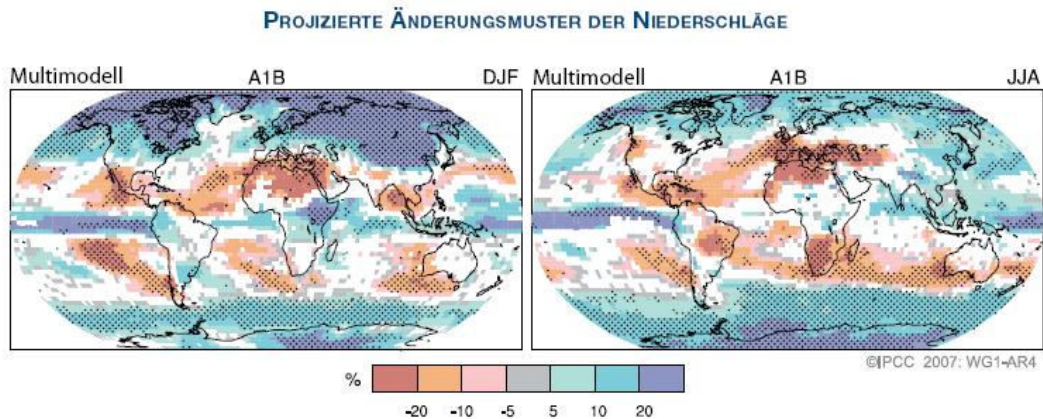 PROJIZIERTE ÄNDERUNGSMUSTER DER NIEDERSCHLÄGE
Multimodell A1B DJF
Multimodell A1B JJA
©IPCC 2007: WG1-AR4
%
-20 -10 -5 5 10 20